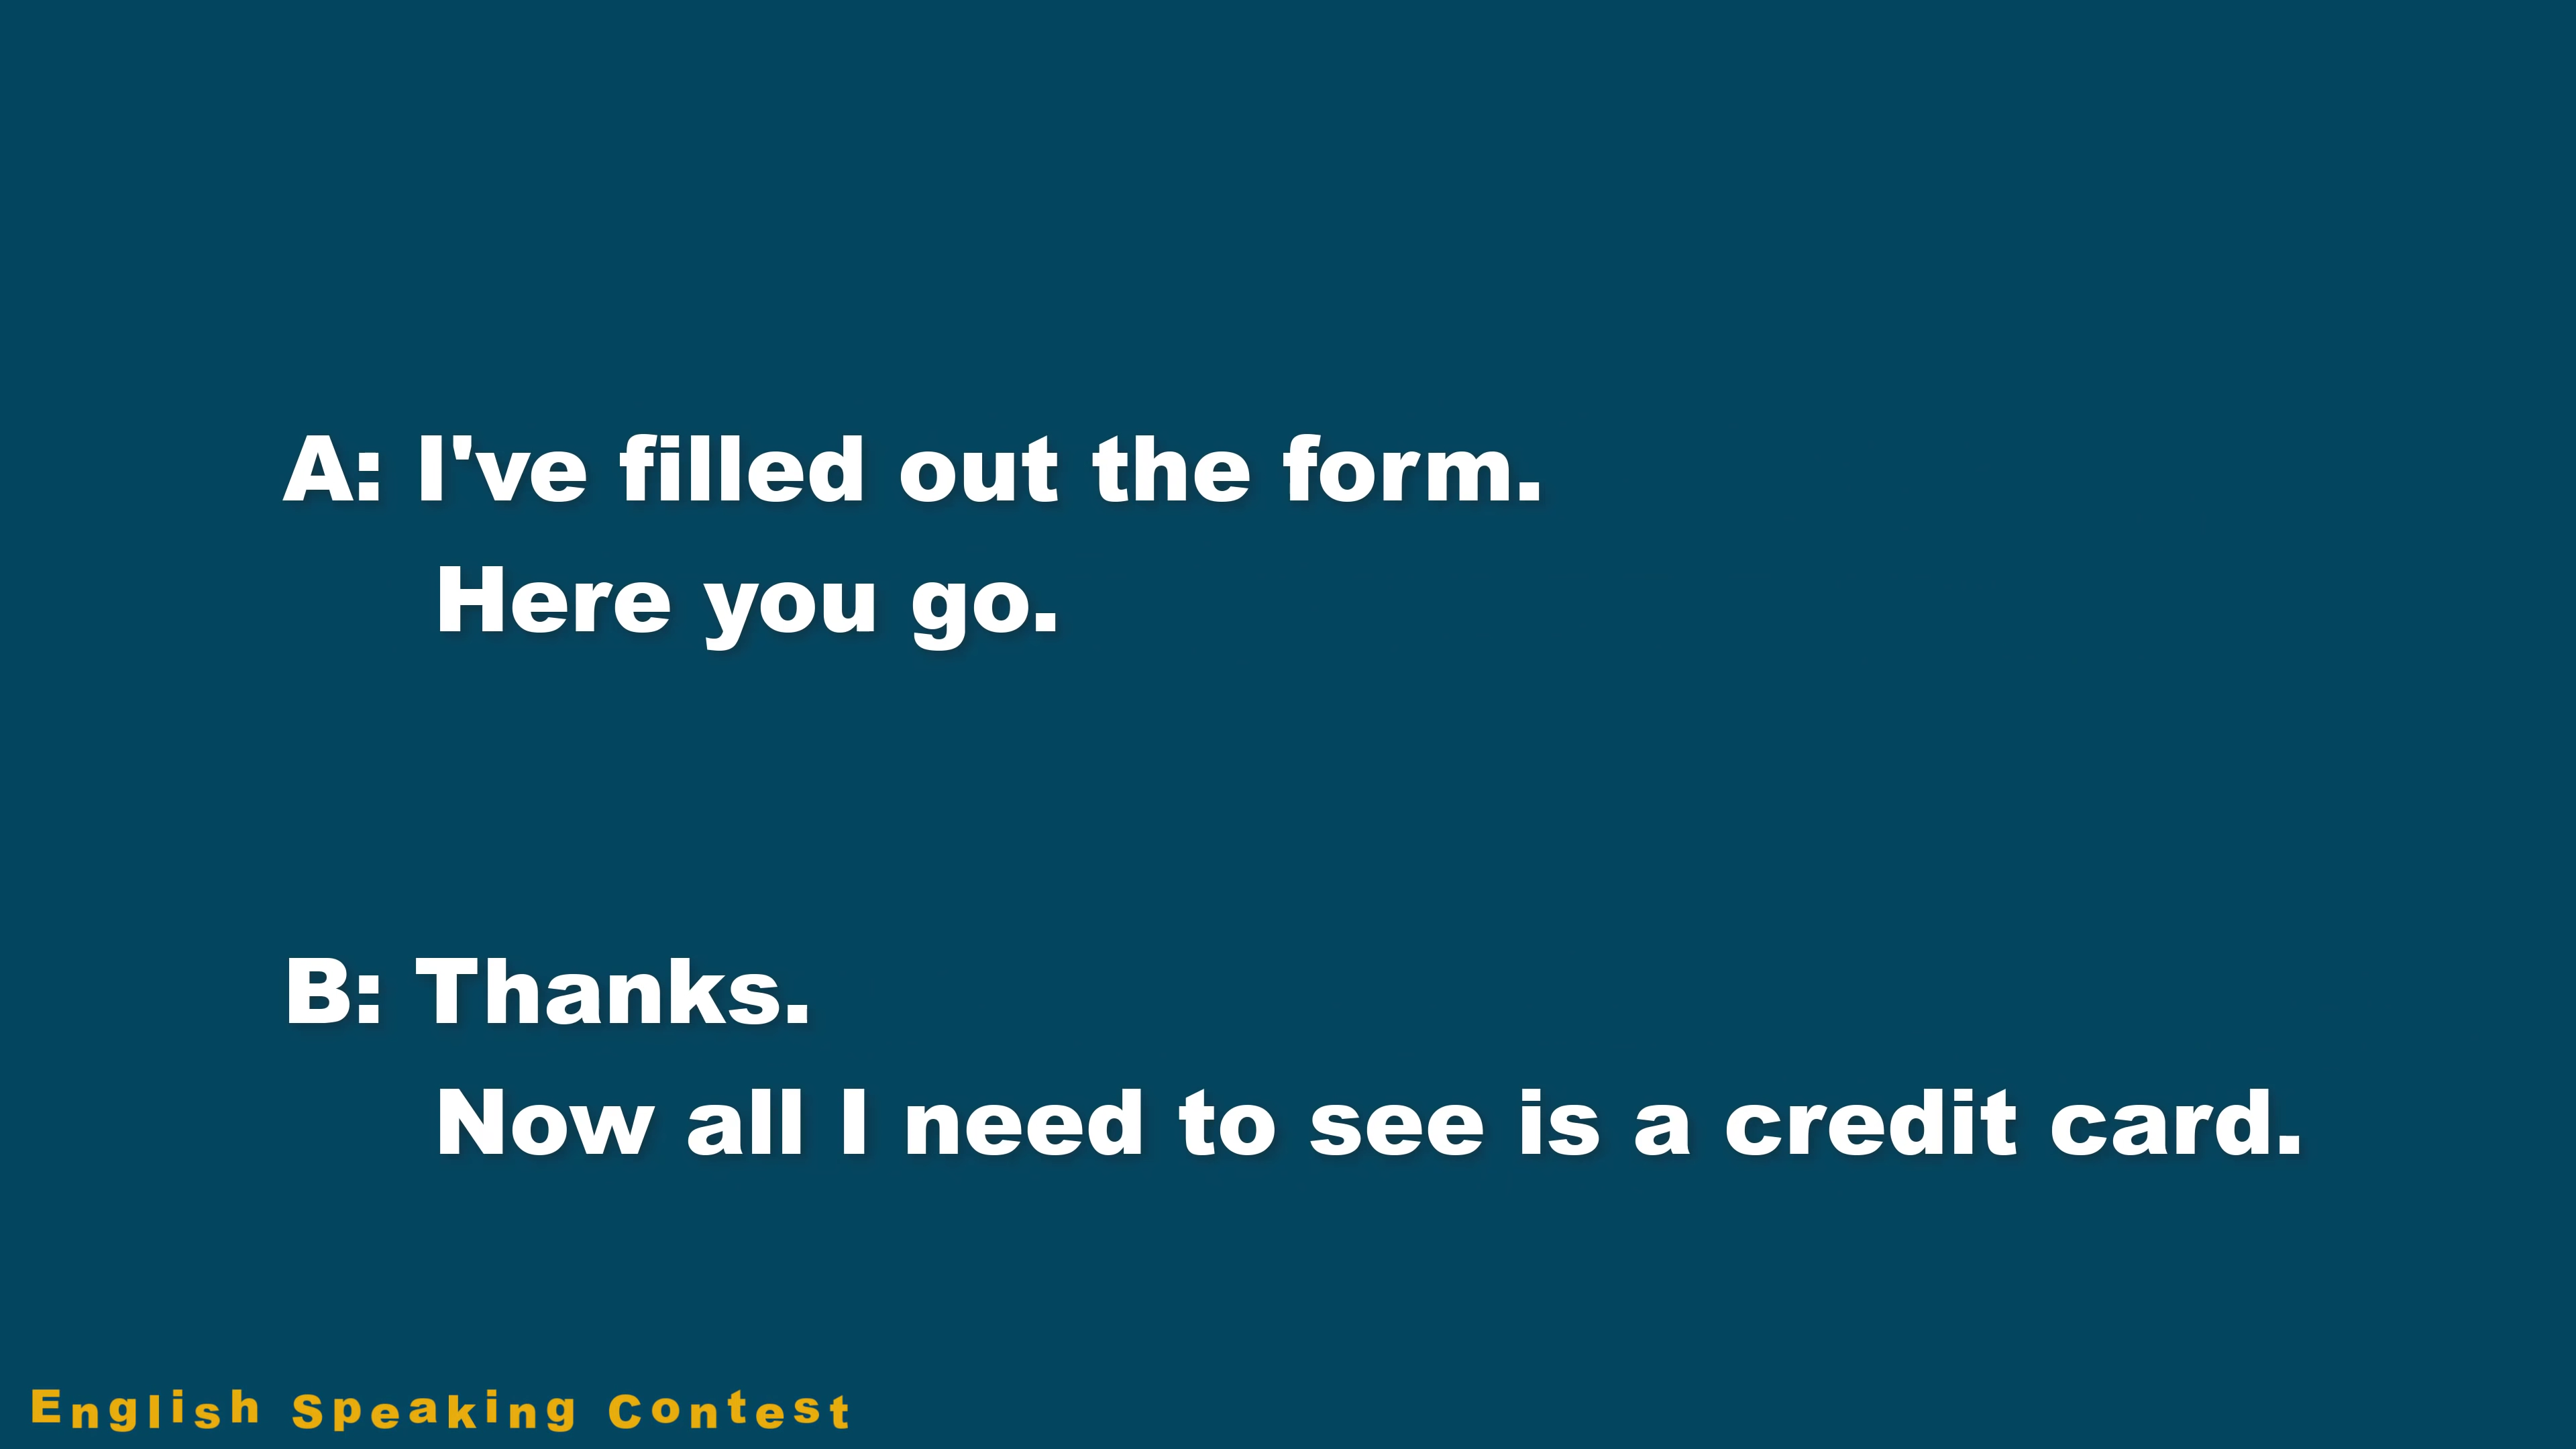 A: I've filled out the form.
Here you go.
B: Thanks.
Now all I need to see is a credit card.
English Speaking Contest